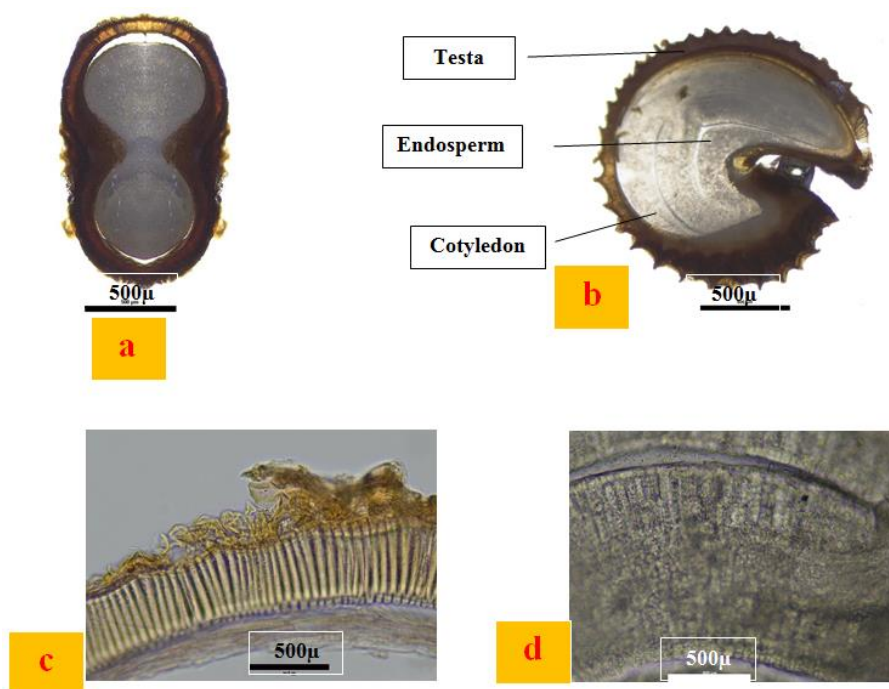 Testa
Endosperm
Cotyledon
500μ
a
500μ
b
500μ
c
500μ
d